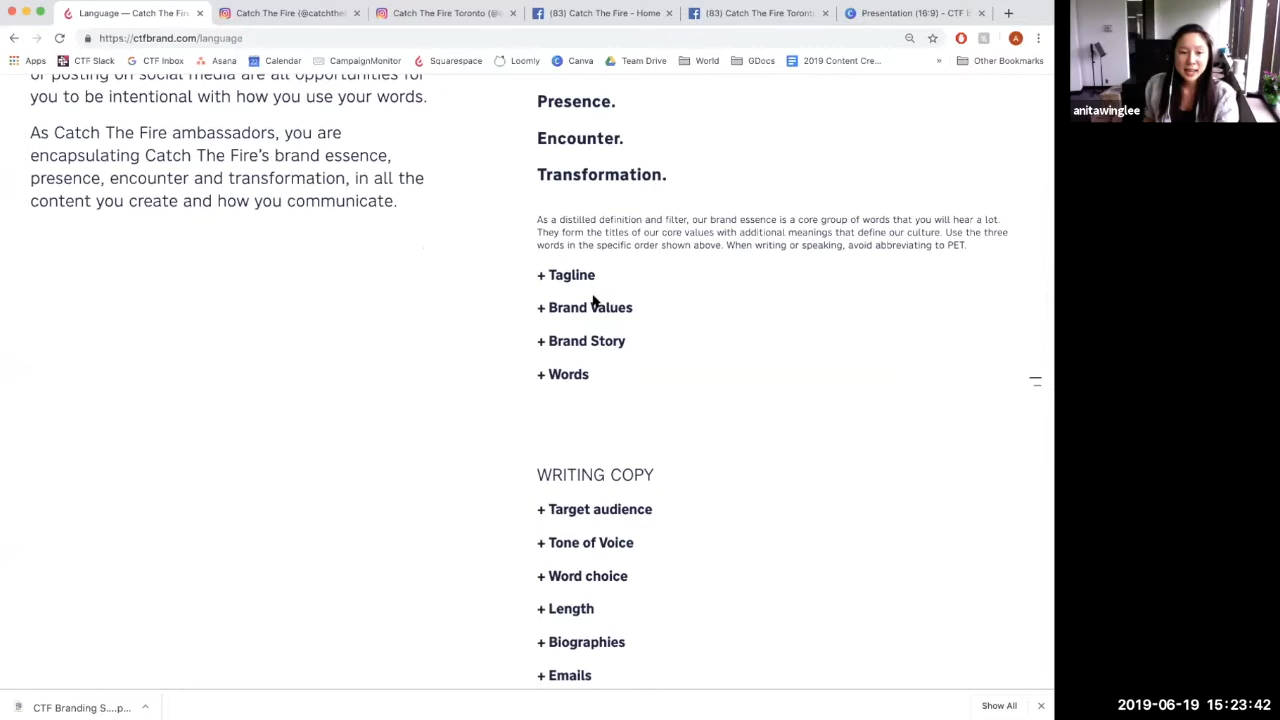 Language — Catch The Fire
Catch The Fire (@catchthe
Catch The Fire Toronto (@
(83) Catch The Fire - Home
(83) Catch The Fire Toront
Presentation (16:9) - CTF E
https://ctfbrand.com/language
A
Apps
CTF Slack
CTF Inbox
Asana
Calendar
CampaignMonitor
Squarespace
Loomly
Canva
Team Drive
World
GDocs
2019 Content Cre...
»
Other Bookmarks
of posting on social media are all opportunities for
you to be intentional with how you use your words.
As Catch The Fire ambassadors, you are
encapsulating Catch The Fire’s brand essence,
presence, encounter and transformation, in all the
content you create and how you communicate.
Presence.
Encounter.
Transformation.
As a distilled definition and filter, our brand essence is a core group of words that you will hear a lot.
They form the titles of our core values with additional meanings that define our culture. Use the three
words in the specific order shown above. When writing or speaking, avoid abbreviating to PET.
+ Tagline
+ Brand Values
+ Brand Story
+ Words
WRITING COPY
+ Target audience
+ Tone of Voice
+ Word choice
+ Length
+ Biographies
+ Emails
CTF Branding S....p...
Show All
anitawinglee
2019-06-19 15:23:42